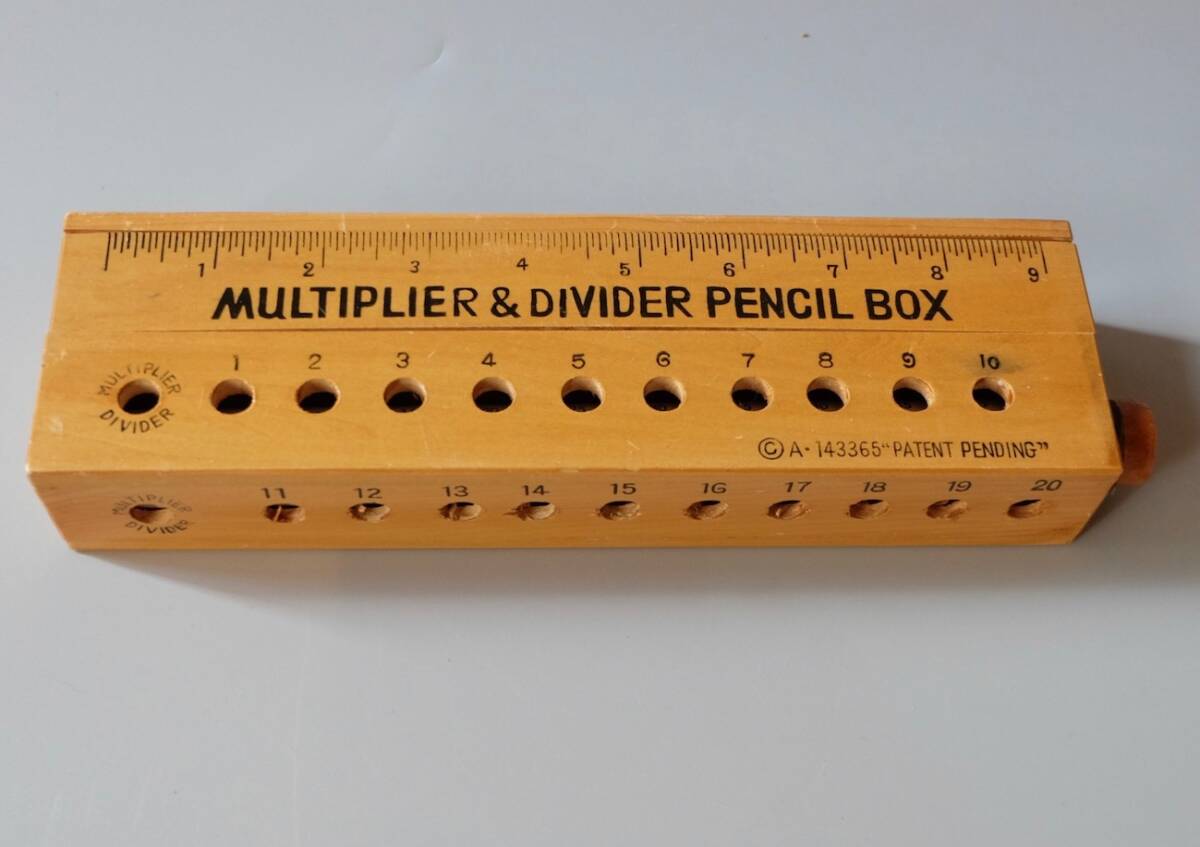 1 2 3 4 5 6 7 8 9
MULTIPLIER & DIVIDER PENCIL BOX
MULTIPLIER
DIVIDER
1 2 3 4 5 6 7 8 9 10
© A-143365 "PATENT PENDING"
MULTIPLIER
DIVIDER
11 12 13 14 15 16 17 18 19 20